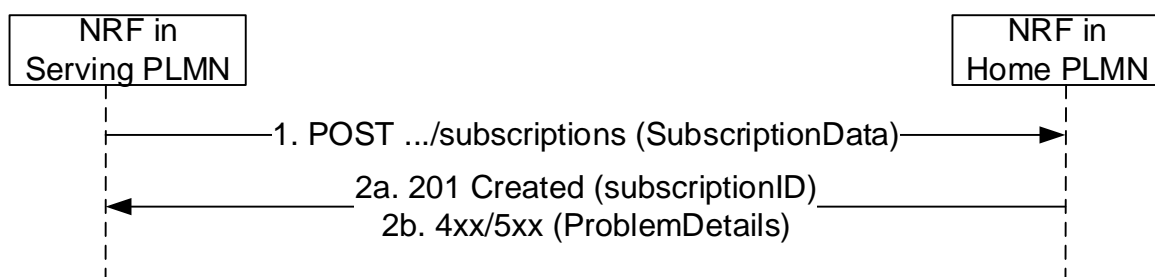 NRF in
Serving PLMN
NRF in
Home PLMN
1. POST .../subscriptions (SubscriptionData)
2a. 201 Created (subscriptionID)
2b. 4xx/5xx (ProblemDetails)